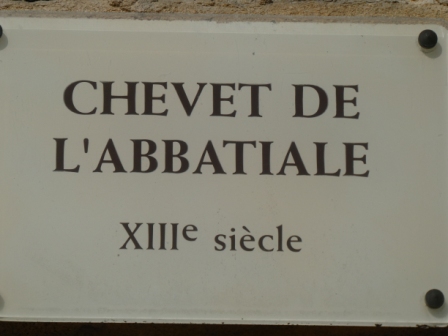 CHEVET DE
L'ABBATIALE
XIIIe siècle